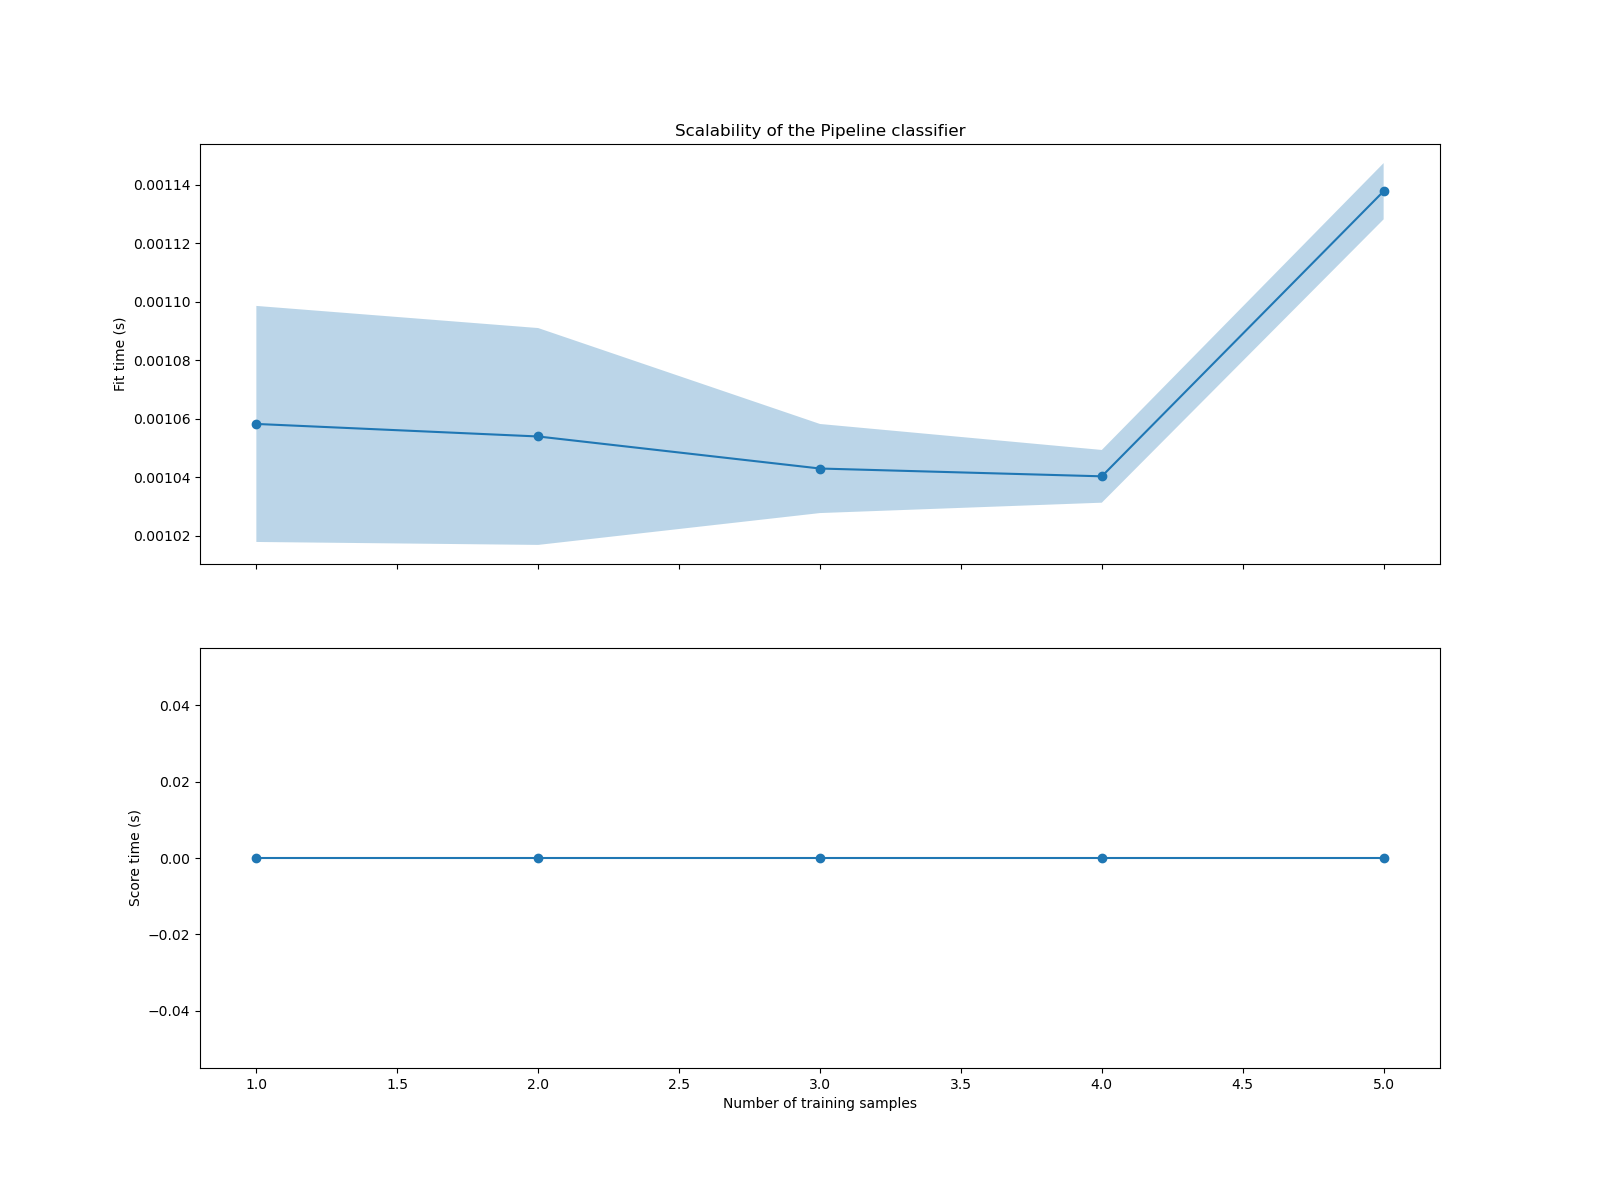 Scalability of the Pipeline classifier
0.00114
0.00112
0.00110
0.00108
0.00106
0.00104
0.00102
Fit time (s)
0.04
0.02
0.00
−0.02
−0.04
Score time (s)
1.0 1.5 2.0 2.5 3.0 3.5 4.0 4.5 5.0
Number of training samples